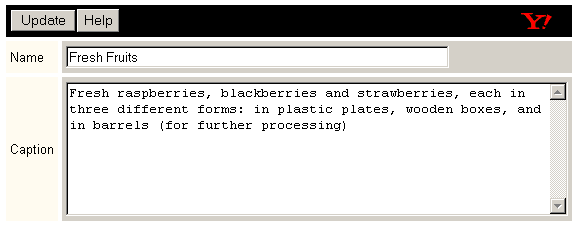 Update Help Y!
Name Fresh Fruits
Fresh raspberries, blackberries and strawberries, each in
three different forms: in plastic plates, wooden boxes, and
Caption in barrels (for further processing)